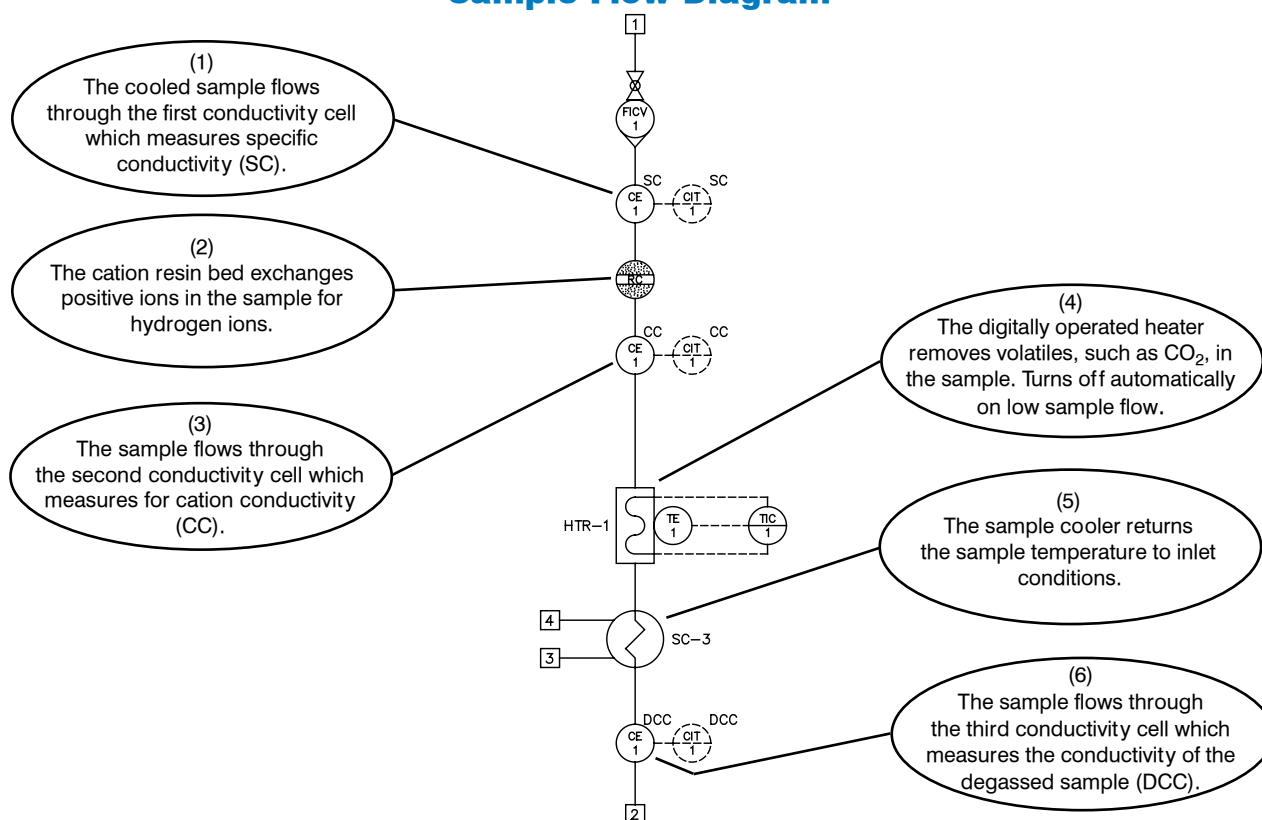 Sample Flow Diagram
1
(1)
The cooled sample flows
through the first conductivity cell
which measures specific
conductivity (SC).
FICV
1
SC
SC
CE
1
CIT
1
(2)
The cation resin bed exchanges
positive ions in the sample for
hydrogen ions.
RC
CC
CC
CE
1
CIT
1
(3)
The sample flows through
the second conductivity cell which
measures for cation conductivity
(CC).
(4)
The digitally operated heater
removes volatiles, such as CO₂, in
the sample. Turns off automatically
on low sample flow.
HTR-1
TE
1
TIC
1
(5)
The sample cooler returns
the sample temperature to inlet
conditions.
4
3
SC-3
(6)
The sample flows through
the third conductivity cell which
measures the conductivity of the
degassed sample (DCC).
DCC
DCC
CE
1
CIT
1
2